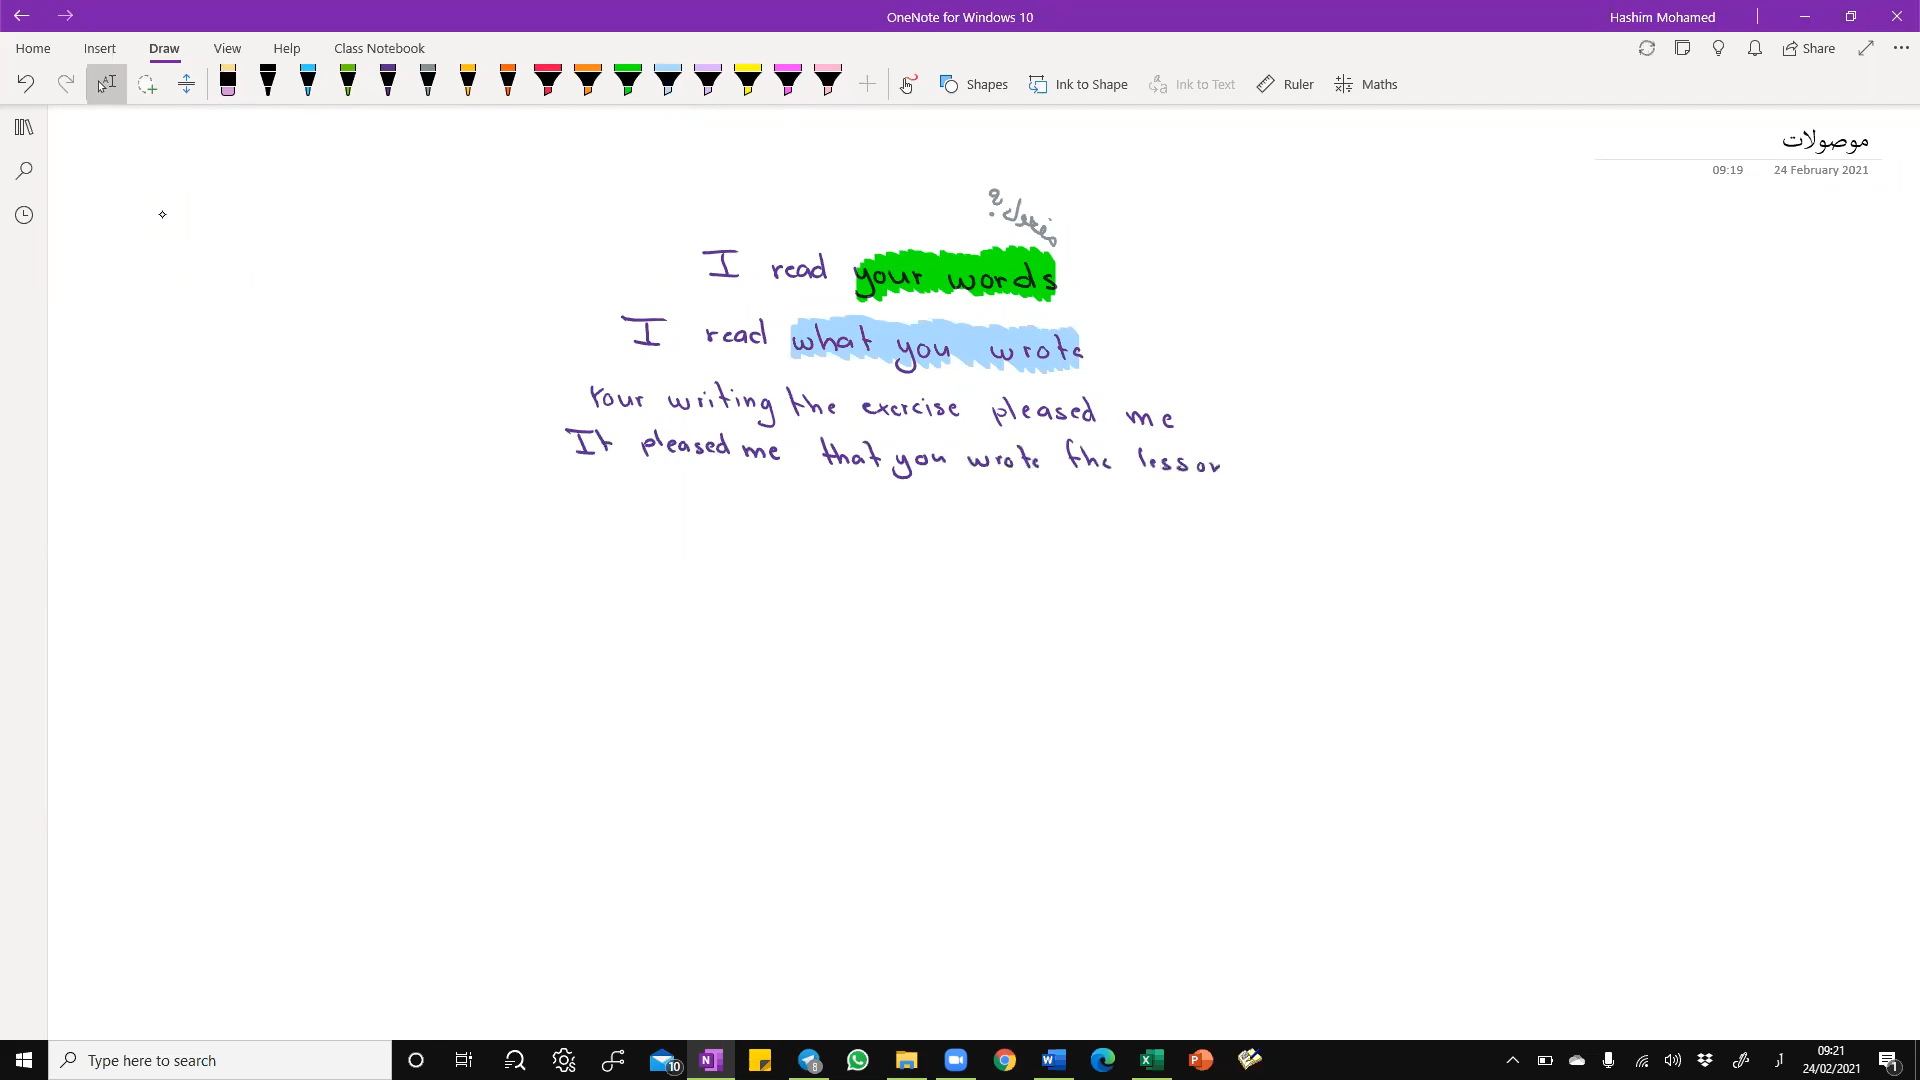 OneNote for Windows 10
Hashim Mohamed
Home Insert Draw View Help Class Notebook
Share
Shapes Ink to Shape Ink to Text Ruler Maths
موصولات
09:19 24 February 2021
مفعول؟
I read your words
I read what you wrote
Your writing the exercise pleased me
It pleased me that you wrote the lesson
Type here to search
10
8
09:21
24/02/2021
1